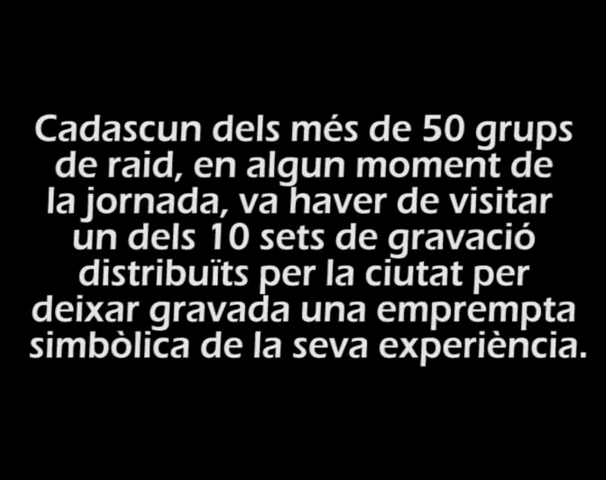 Cadascun dels més de 50 grups
de raid, en algun moment de
la jornada, va haver de visitar
un dels 10 sets de gravació
distribuïts per la ciutat per
deixar gravada una emprempta
simbòlica de la seva experiència.